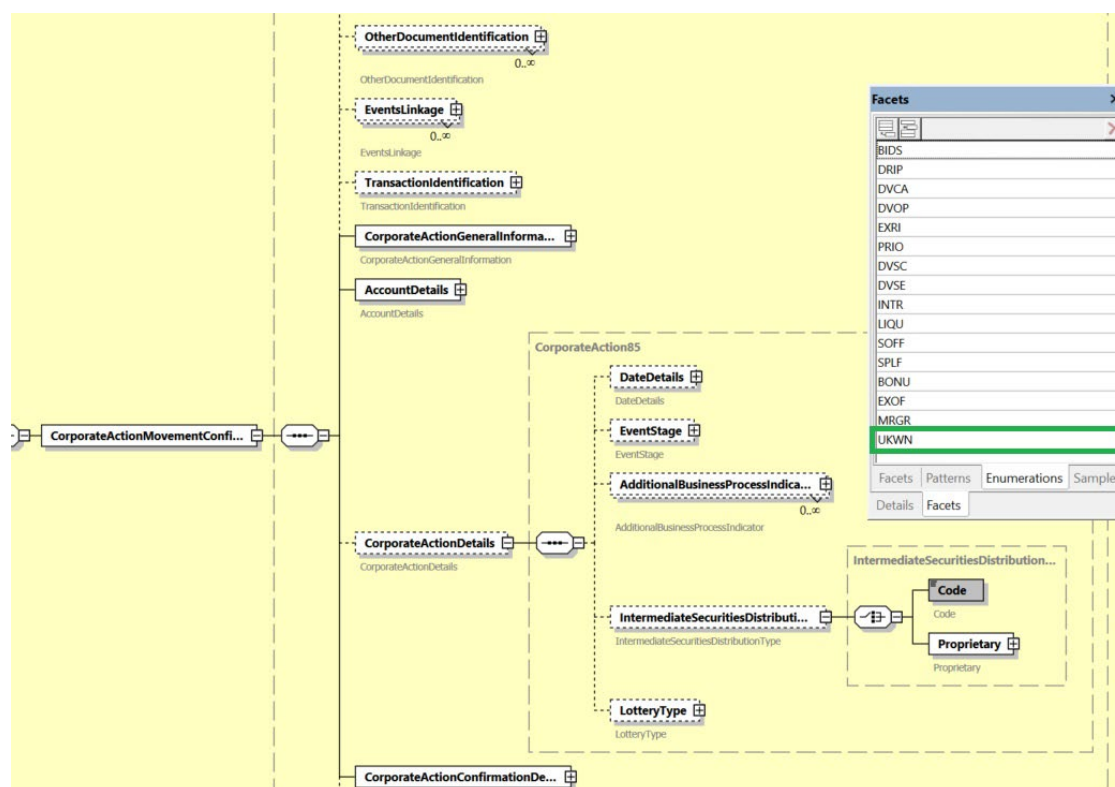 OtherDocumentIdentification
0..∞
OtherDocumentIdentification
EventsLinkage
0..∞
EventsLinkage
TransactionIdentification
TransactionIdentification
CorporateActionGeneralInforma...
CorporateActionGeneralInformation
AccountDetails
AccountDetails
CorporateActionMovementConfi...
CorporateActionDetails
CorporateActionDetails
CorporateAction85
DateDetails
DateDetails
EventStage
EventStage
AdditionalBusinessProcessIndica...
0..∞
AdditionalBusinessProcessIndicator
IntermediateSecuritiesDistributi...
IntermediateSecuritiesDistributionType
IntermediateSecuritiesDistribution...
Code
Code
Proprietary
Proprietary
LotteryType
LotteryType
CorporateActionConfirmationDe...
Facets
BIDS
DRIP
DVCA
DVOP
EXRI
PRIO
DVSC
DVSE
INTR
LIQU
SOFF
SPLF
BONU
EXOF
MRGR
UKWN
Facets Patterns Enumerations Sample
Details Facets